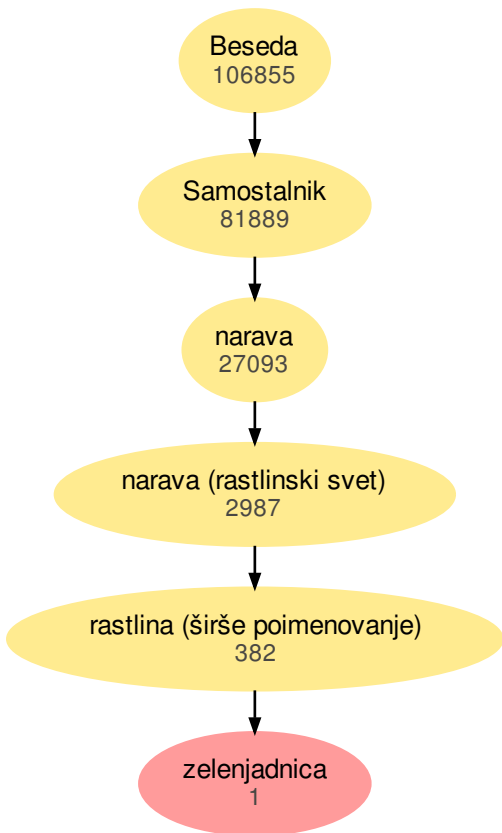 Beseda
106855
Samostalnik
81889
narava
27093
narava (rastlinski svet)
2987
rastlina (širše poimenovanje)
382
zelenjadnica
1